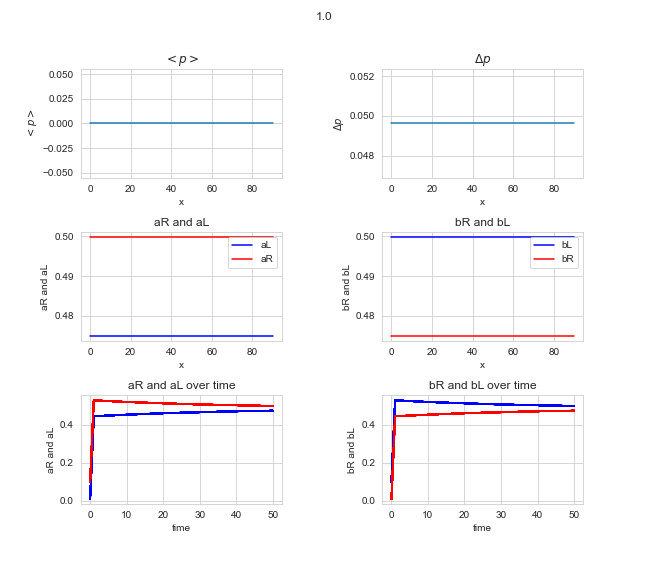 1.0
< p >
Δp
0.050
0.025
0.000
−0.025
−0.050
< p >
0 20 40 60 80
x
0.052
0.050
0.048
Δp
0 20 40 60 80
x
aR and aL
bR and bL
0.50
0.49
0.48
aR and aL
aL
aR
0 20 40 60 80
x
0.50
0.49
0.48
bR and bL
bL
bR
0 20 40 60 80
x
aR and aL over time
bR and bL over time
0.4
0.2
0.0
aR and aL
0 10 20 30 40 50
time
0.4
0.2
0.0
bR and bL
0 10 20 30 40 50
time